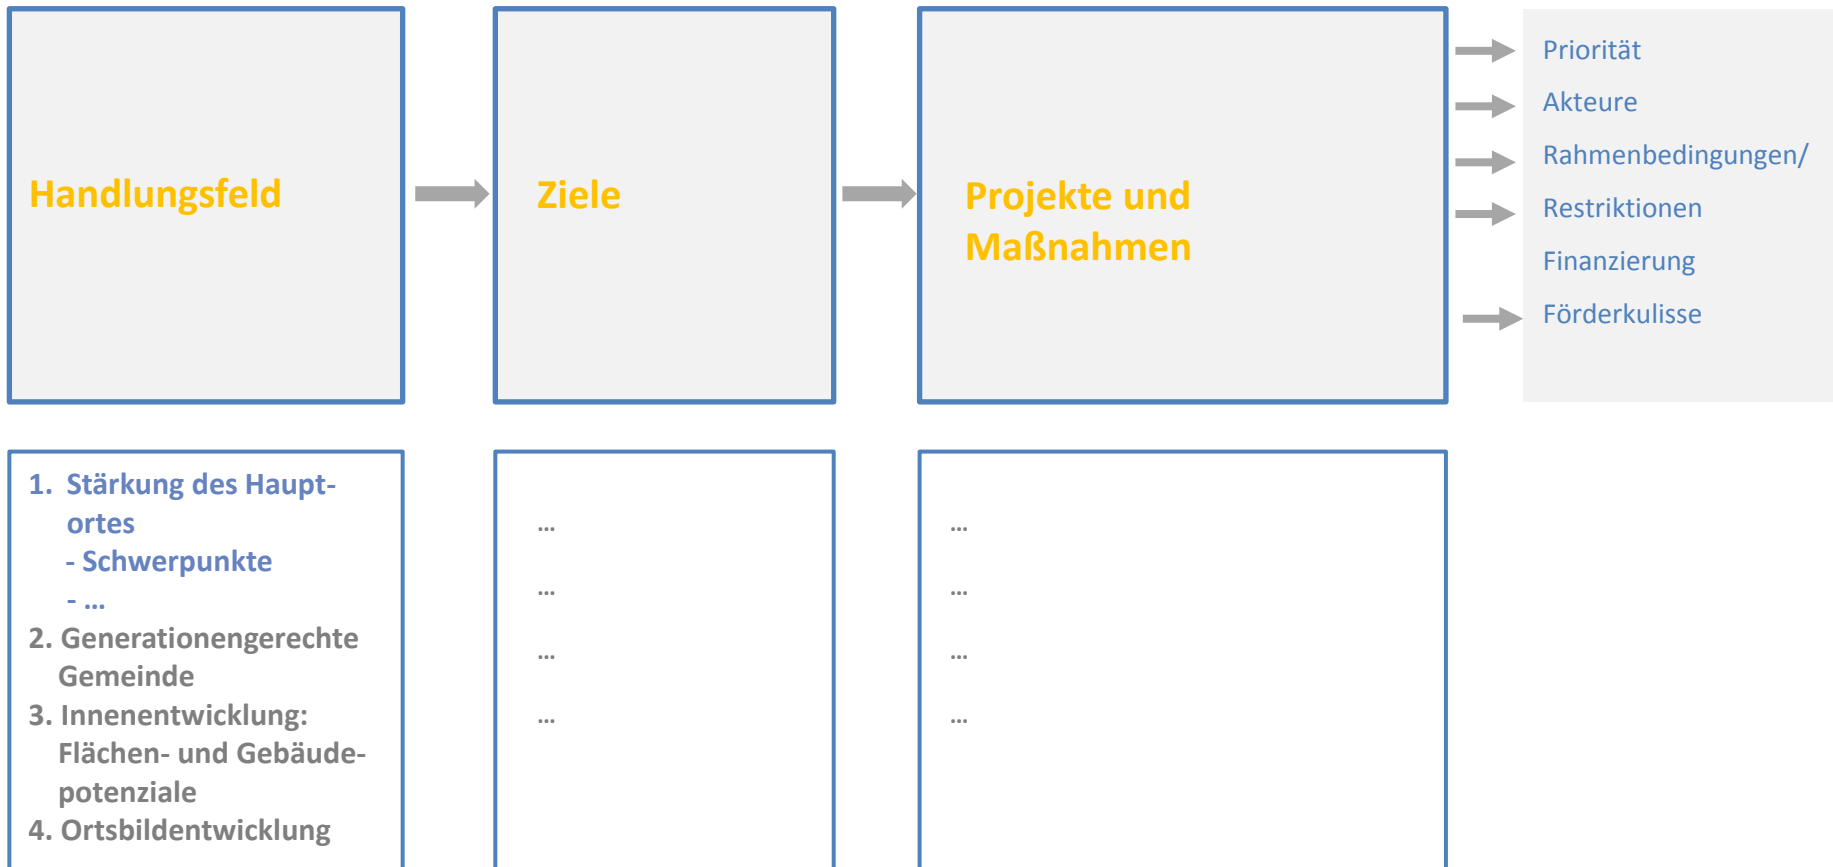 Handlungsfeld
Ziele
Projekte und
Maßnahmen
Priorität
Akteure
Rahmenbedingungen/
Restriktionen
Finanzierung
Förderkulisse
1. Stärkung des Haupt-
ortes
- Schwerpunkte
- ...
2. Generationengerechte
Gemeinde
3. Innenentwicklung:
Flächen- und Gebäude-
potenziale
4. Ortsbildentwicklung
...
...
...
...
...
...
...
...